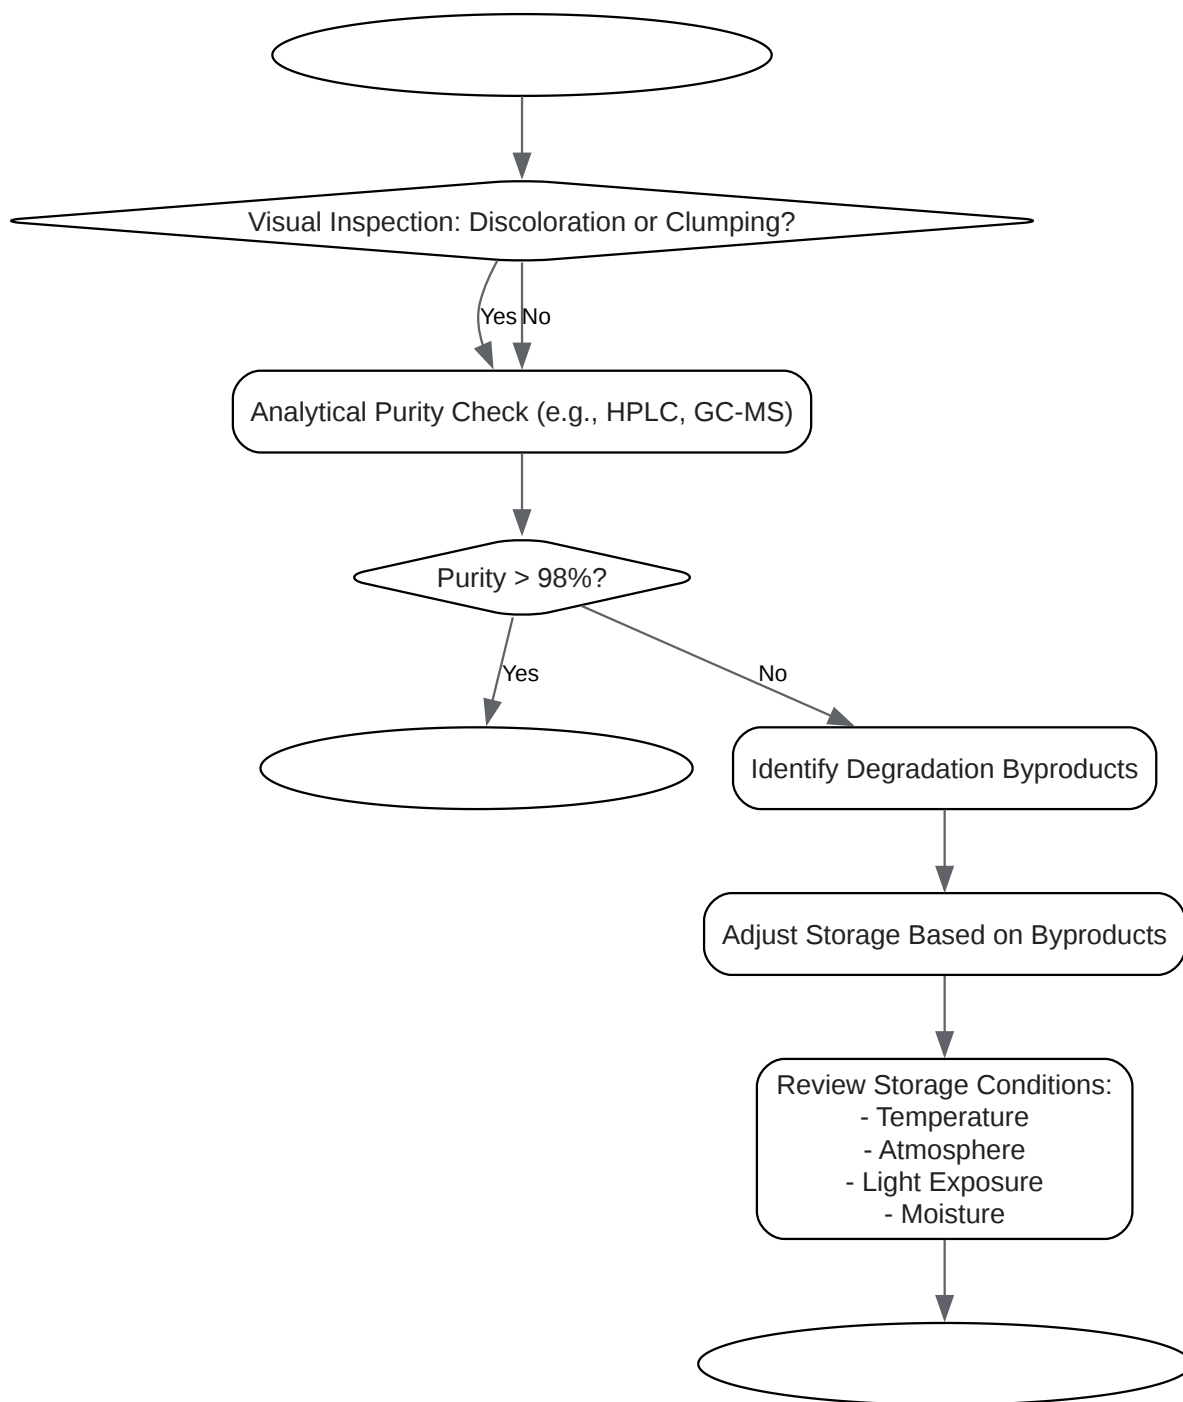 Visual Inspection: Discoloration or Clumping?
Yes
No
Analytical Purity Check (e.g., HPLC, GC-MS)
Purity > 98%?
Yes
No
Identify Degradation Byproducts
Adjust Storage Based on Byproducts
Review Storage Conditions:
- Temperature
- Atmosphere
- Light Exposure
- Moisture